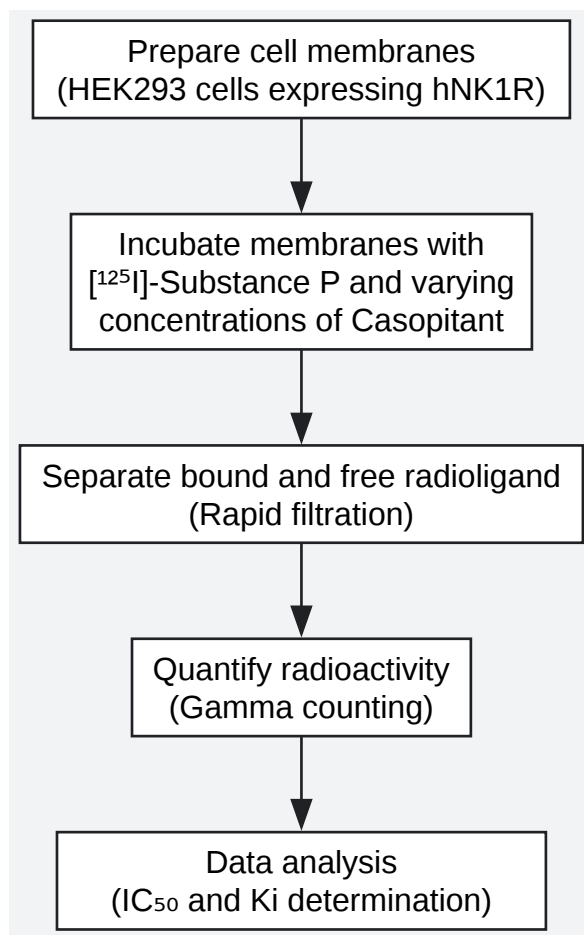 Prepare cell membranes
(HEK293 cells expressing hNK1R)
Incubate membranes with
[¹²⁵I]-Substance P and varying
concentrations of Casopitant
Separate bound and free radioligand
(Rapid filtration)
Quantify radioactivity
(Gamma counting)
Data analysis
(IC₅₀ and Ki determination)